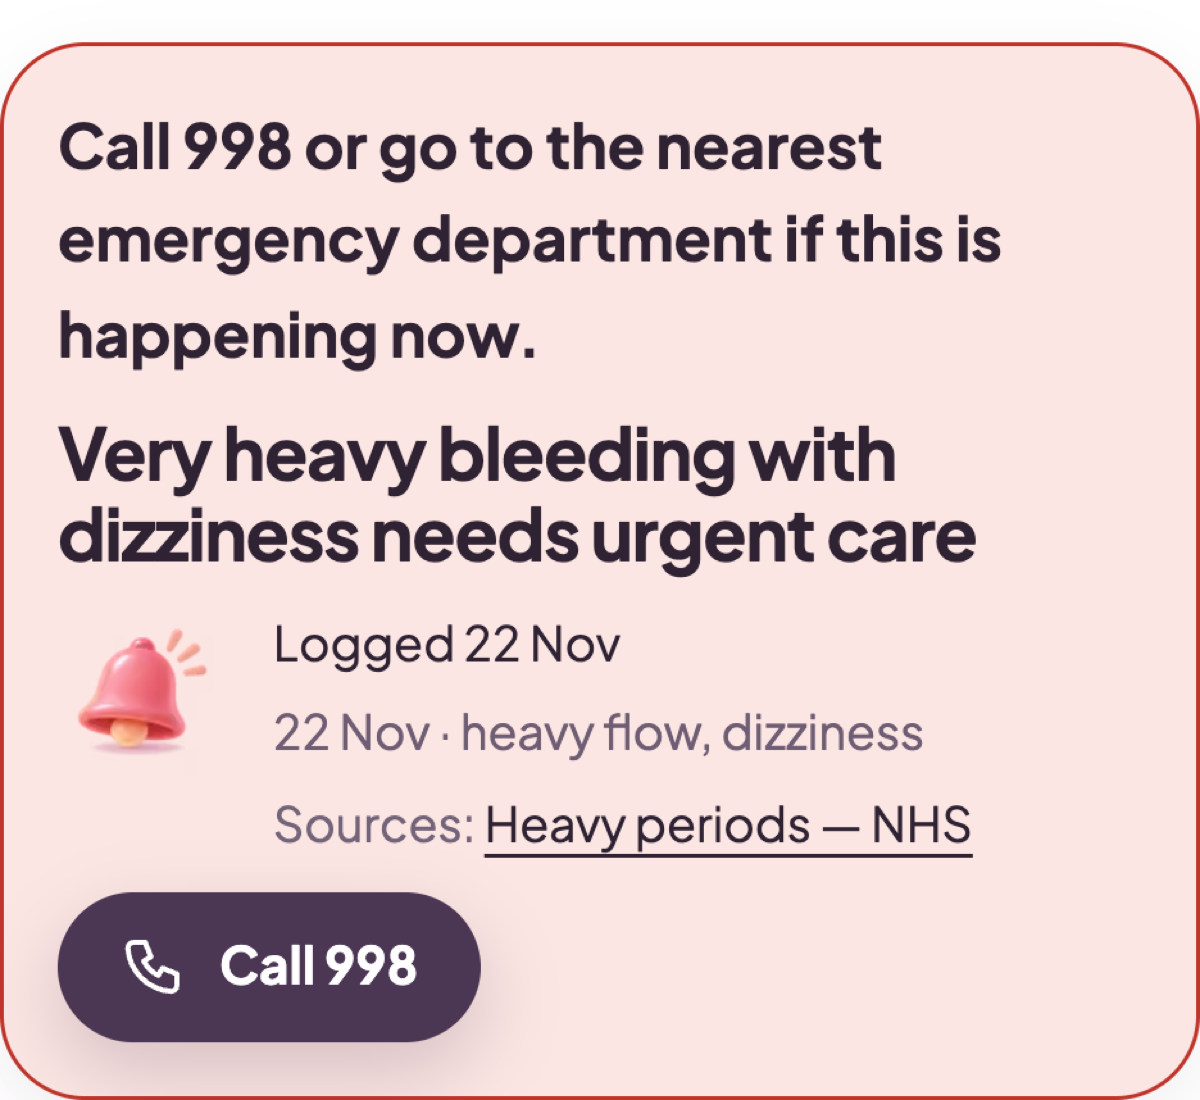 Call 998 or go to the nearest
emergency department if this is
happening now.
Very heavy bleeding with
dizziness needs urgent care
Logged 22 Nov
22 Nov · heavy flow, dizziness
Sources: Heavy periods — NHS
Call 998